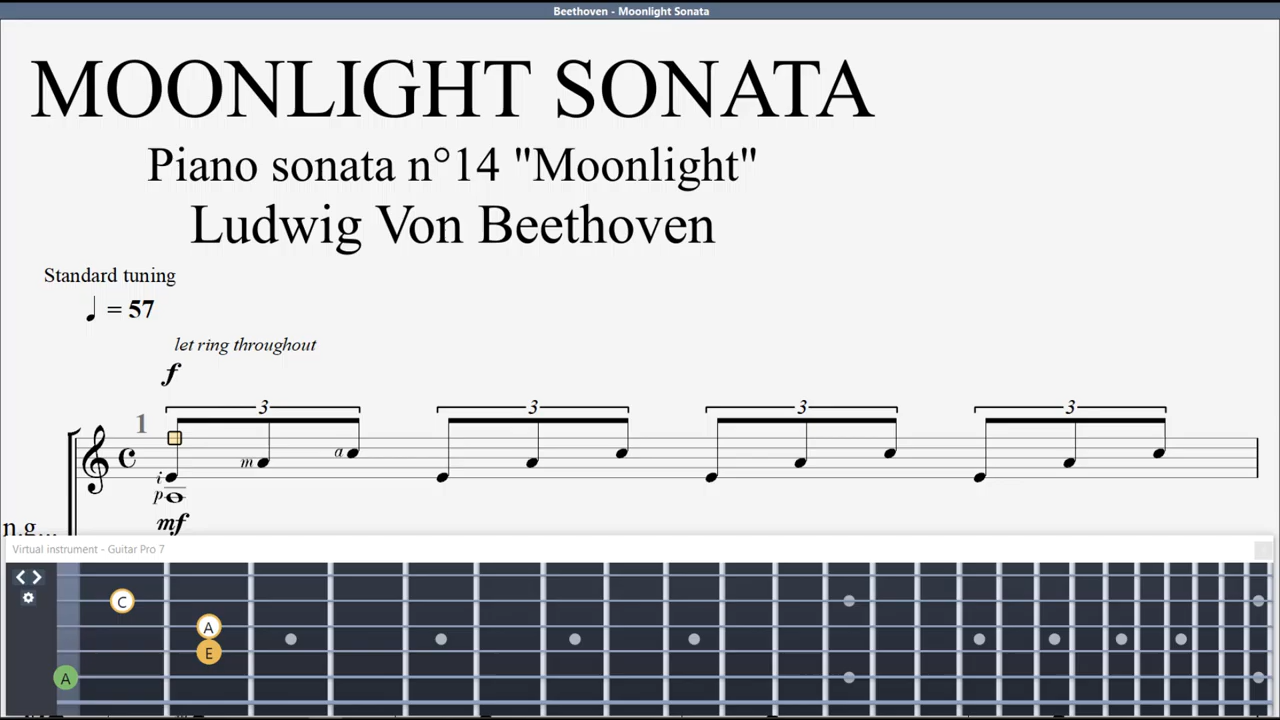 Beethoven - Moonlight Sonata
MOONLIGHT SONATA
Piano sonata n°14 "Moonlight"
Ludwig Von Beethoven
Standard tuning
♩ = 57
let ring throughout
f
3 3 3 3
1
i m a
p
mf
n.g...
Virtual instrument - Guitar Pro 7
C
A
E
A